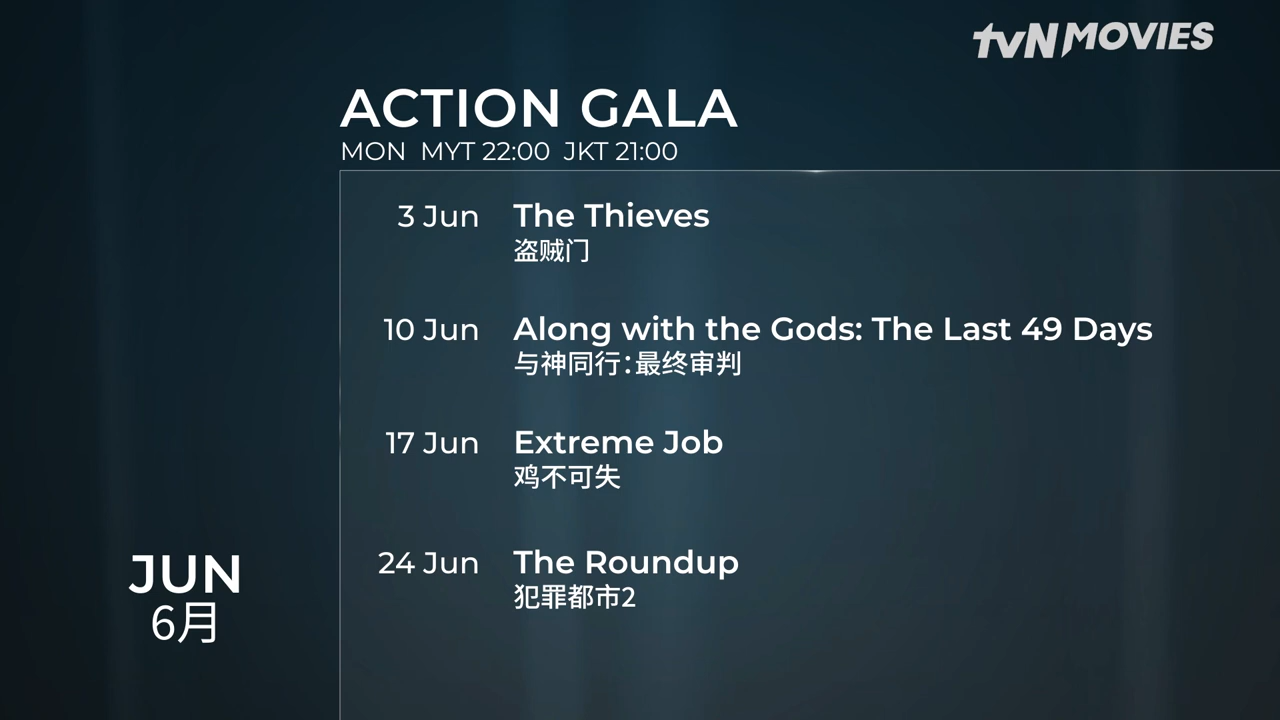 tvN MOVIES
ACTION GALA
MON MYT 22:00 JKT 21:00
3 Jun The Thieves
盗贼门
10 Jun Along with the Gods: The Last 49 Days
与神同行：最终审判
17 Jun Extreme Job
鸡不可失
24 Jun The Roundup
犯罪都市2
JUN
6月